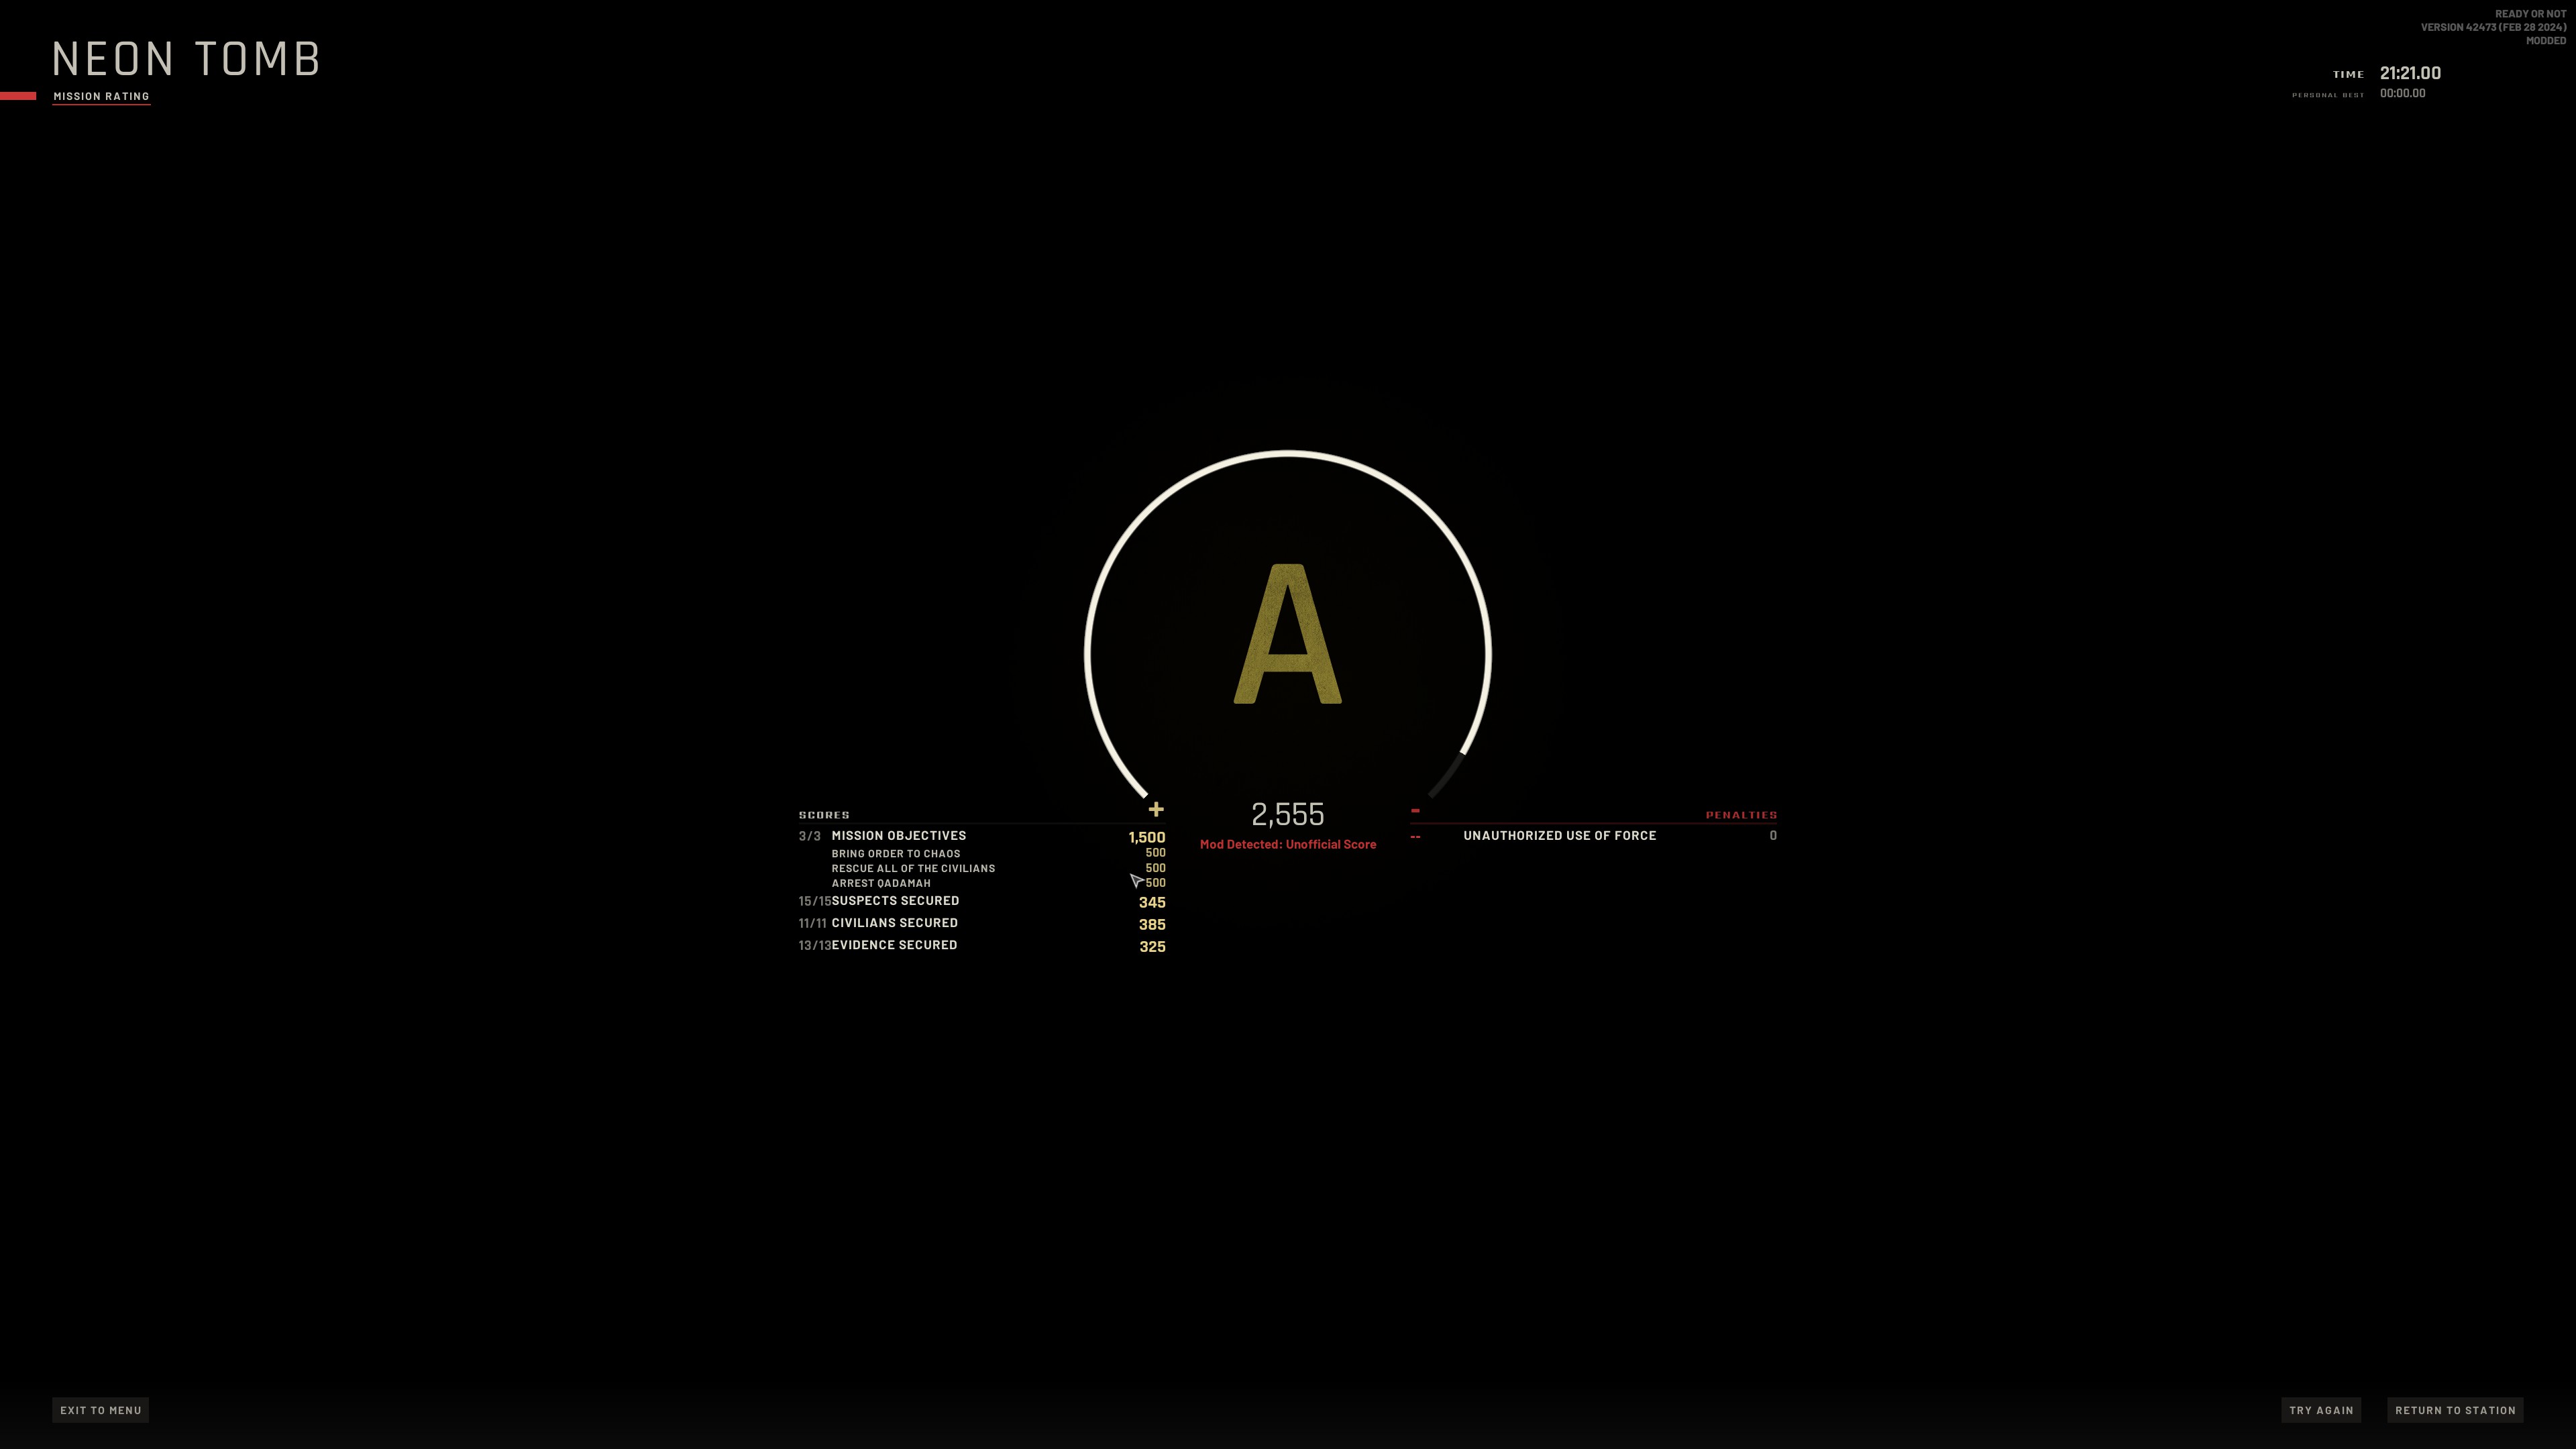 READY OR NOT
VERSION 42473 (FEB 28 2024)
MODDED
NEON TOMB
MISSION RATING
TIME 21:21.00
PERSONAL BEST 00:00.00
A
2,555
Mod Detected: Unofficial Score
SCORES +
3/3 MISSION OBJECTIVES 1,500
BRING ORDER TO CHAOS 500
RESCUE ALL OF THE CIVILIANS 500
ARREST QADAMAH 500
15/15 SUSPECTS SECURED 345
11/11 CIVILIANS SECURED 385
13/13 EVIDENCE SECURED 325
- PENALTIES
-- UNAUTHORIZED USE OF FORCE 0
EXIT TO MENU
TRY AGAIN
RETURN TO STATION